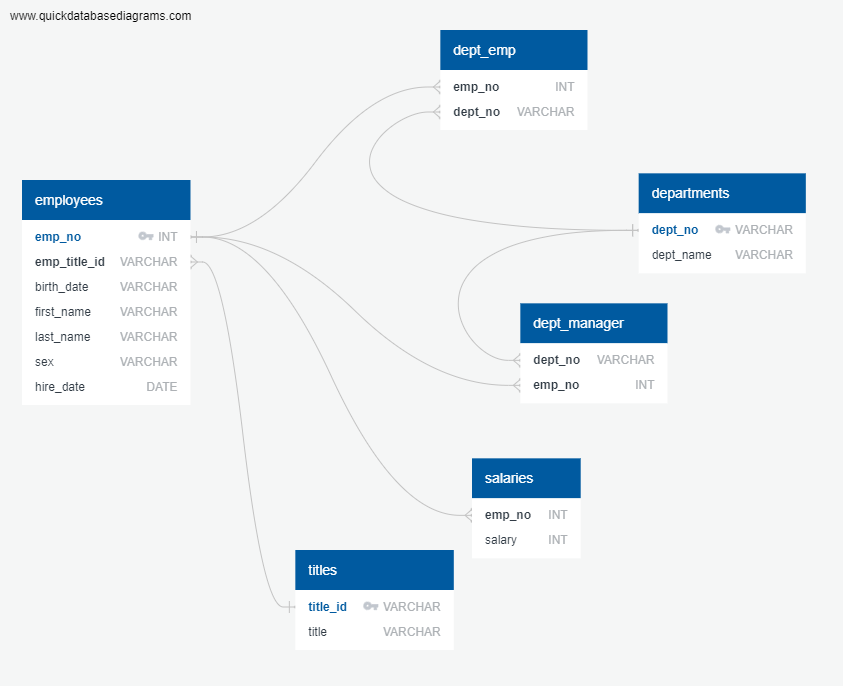 www.quickdatabasediagrams.com
dept_emp
emp_no INT
dept_no VARCHAR
employees
emp_no INT
emp_title_id VARCHAR
birth_date VARCHAR
first_name VARCHAR
last_name VARCHAR
sex VARCHAR
hire_date DATE
departments
dept_no VARCHAR
dept_name VARCHAR
dept_manager
dept_no VARCHAR
emp_no INT
salaries
emp_no INT
salary INT
titles
title_id VARCHAR
title VARCHAR